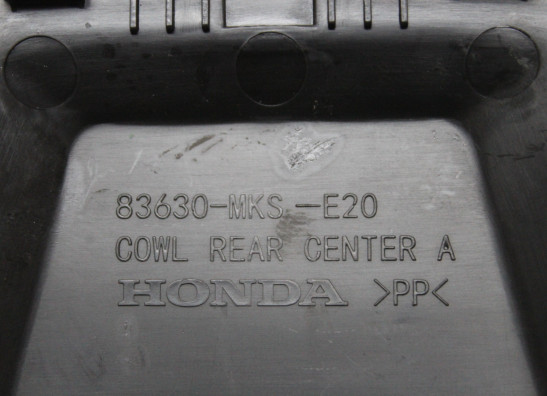 83630-MKS -E20
COWL REAR CENTER A
HONDA >PP<